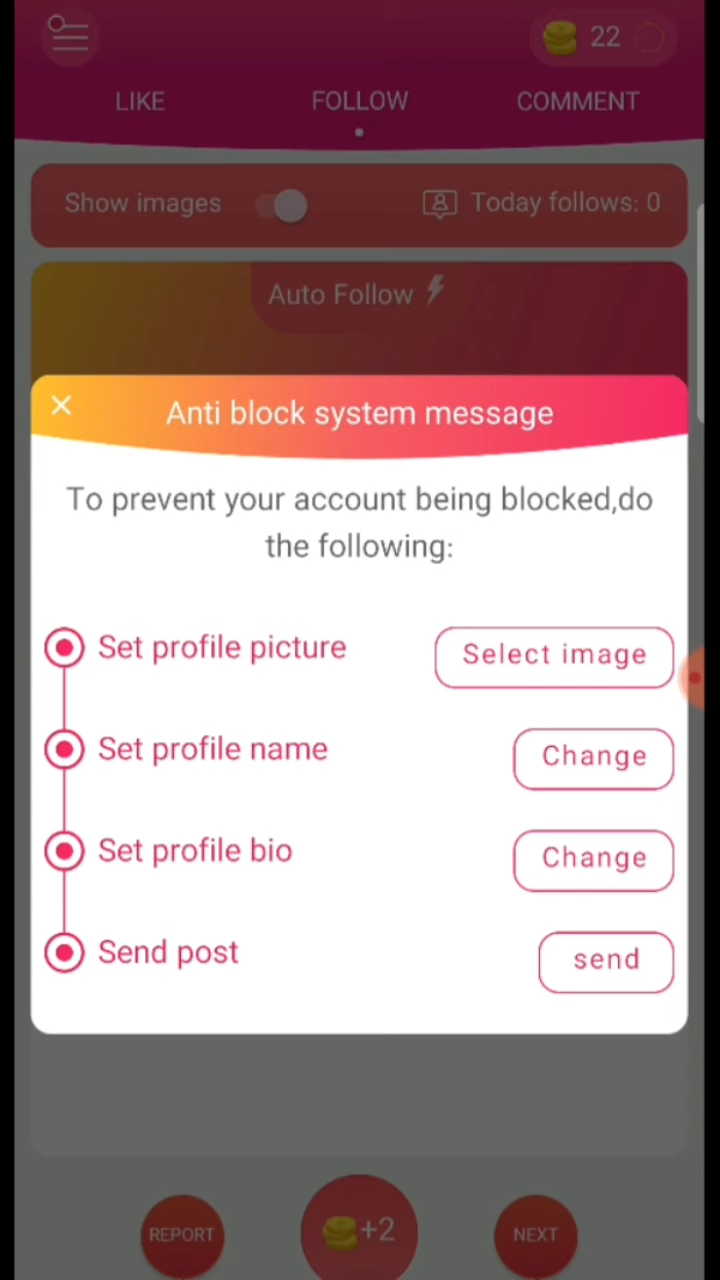 22
LIKE
FOLLOW
COMMENT
Show images
Today follows: 0
Auto Follow
Anti block system message
To prevent your account being blocked,do
the following:
Set profile picture
Select image
Set profile name
Change
Set profile bio
Change
Send post
send
REPORT
+2
NEXT